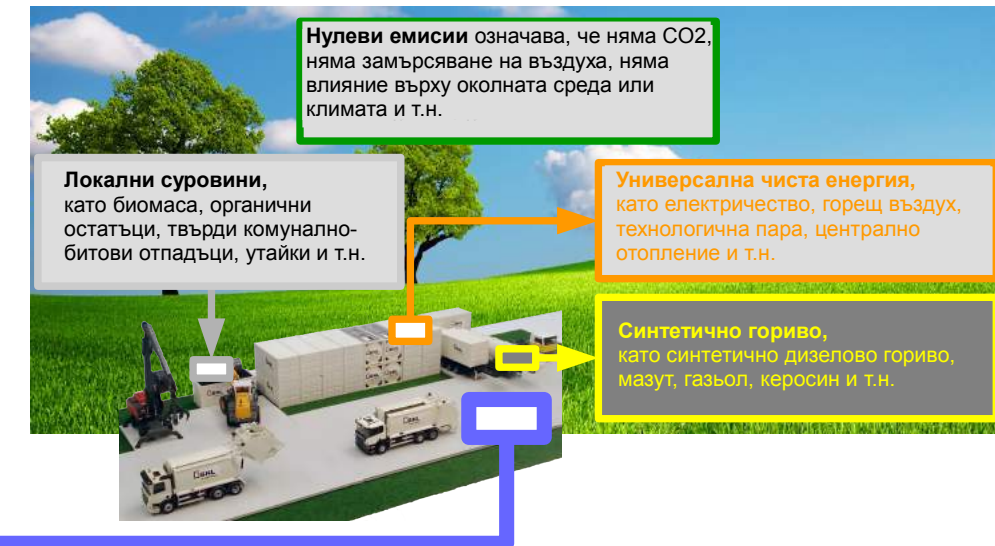 Нулеви емисии означава, че няма CO2,
няма замърсяване на въздуха, няма
влияние върху околната среда или
климата и т.н.
Локални суровини,
като биомаса, органични
остатъци, твърди комунално-
битови отпадъци, утайки и т.н.
Универсална чиста енергия,
като електричество, горещ въздух,
технологична пара, централно
отопление и т.н.
Синтетично гориво,
като синтетично дизелово гориво,
мазут, газьол, керосин и т.н.